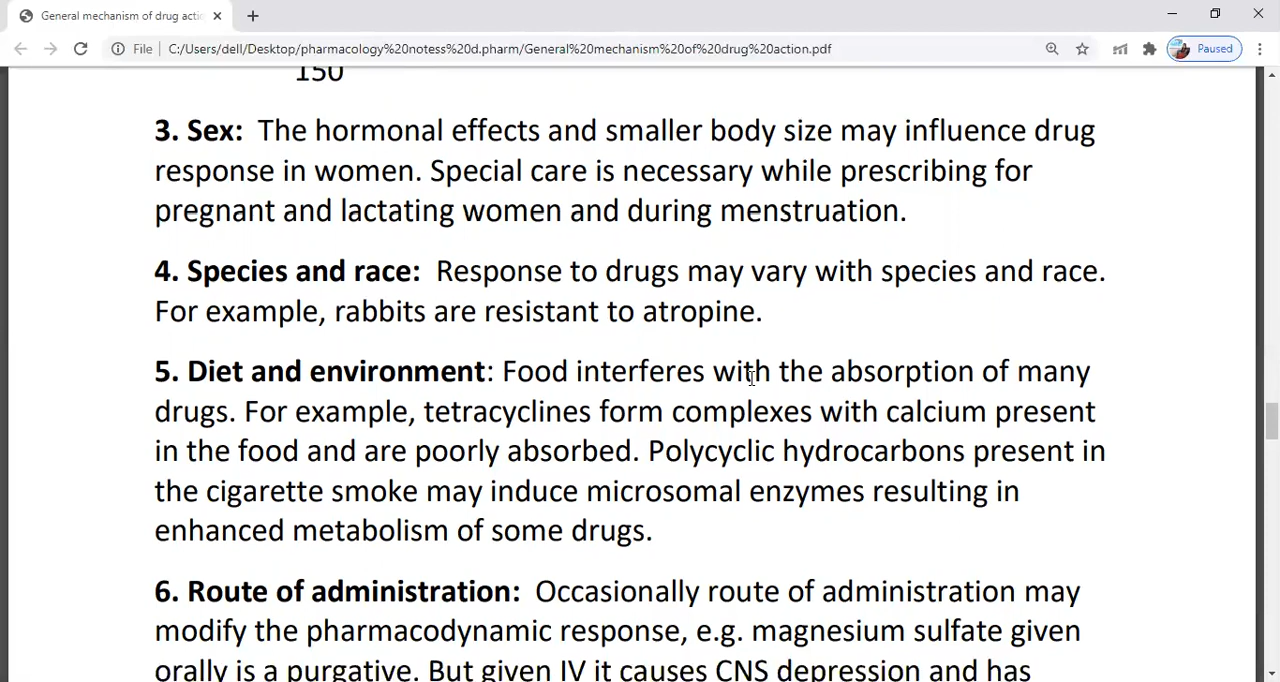 General mechanism of drug actio
File C:/Users/dell/Desktop/pharmacology%20notess%20d.pharm/General%20mechanism%20of%20drug%20action.pdf Paused
150
3. Sex: The hormonal effects and smaller body size may influence drug
response in women. Special care is necessary while prescribing for
pregnant and lactating women and during menstruation.
4. Species and race: Response to drugs may vary with species and race.
For example, rabbits are resistant to atropine.
5. Diet and environment: Food interferes with the absorption of many
drugs. For example, tetracyclines form complexes with calcium present
in the food and are poorly absorbed. Polycyclic hydrocarbons present in
the cigarette smoke may induce microsomal enzymes resulting in
enhanced metabolism of some drugs.
6. Route of administration: Occasionally route of administration may
modify the pharmacodynamic response, e.g. magnesium sulfate given
orally is a purgative. But given IV it causes CNS depression and has